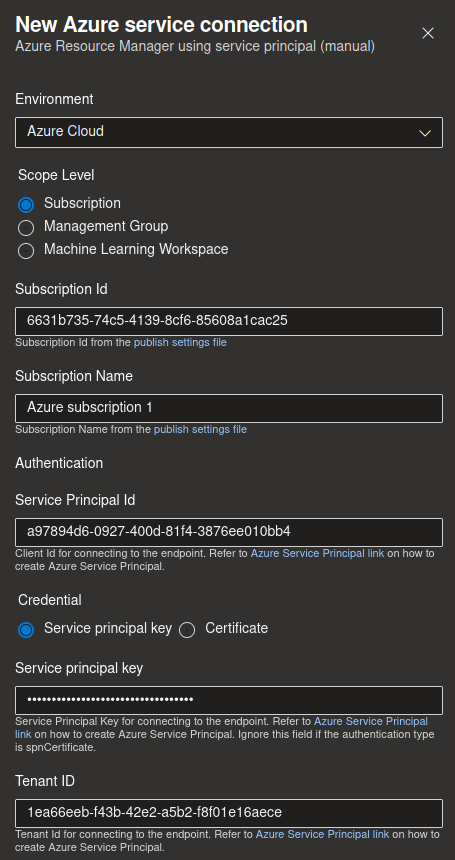 New Azure service connection
Azure Resource Manager using service principal (manual)
Environment
Azure Cloud
Scope Level
Subscription
Management Group
Machine Learning Workspace
Subscription Id
6631b735-74c5-4139-8cf6-85608a1cac25
Subscription Id from the publish settings file
Subscription Name
Azure subscription 1
Subscription Name from the publish settings file
Authentication
Service Principal Id
a97894d6-0927-400d-81f4-3876ee010bb4
Client Id for connecting to the endpoint. Refer to Azure Service Principal link on how to
create Azure Service Principal.
Credential
Service principal key Certificate
Service principal key
••••••••••••••••••••••••••••••••••
Service Principal Key for connecting to the endpoint. Refer to Azure Service Principal
link on how to create Azure Service Principal. Ignore this field if the authentication type
is spnCertificate.
Tenant ID
1ea66eeb-f43b-42e2-a5b2-f8f01e16aece
Tenant Id for connecting to the endpoint. Refer to Azure Service Principal link on how to
create Azure Service Principal.